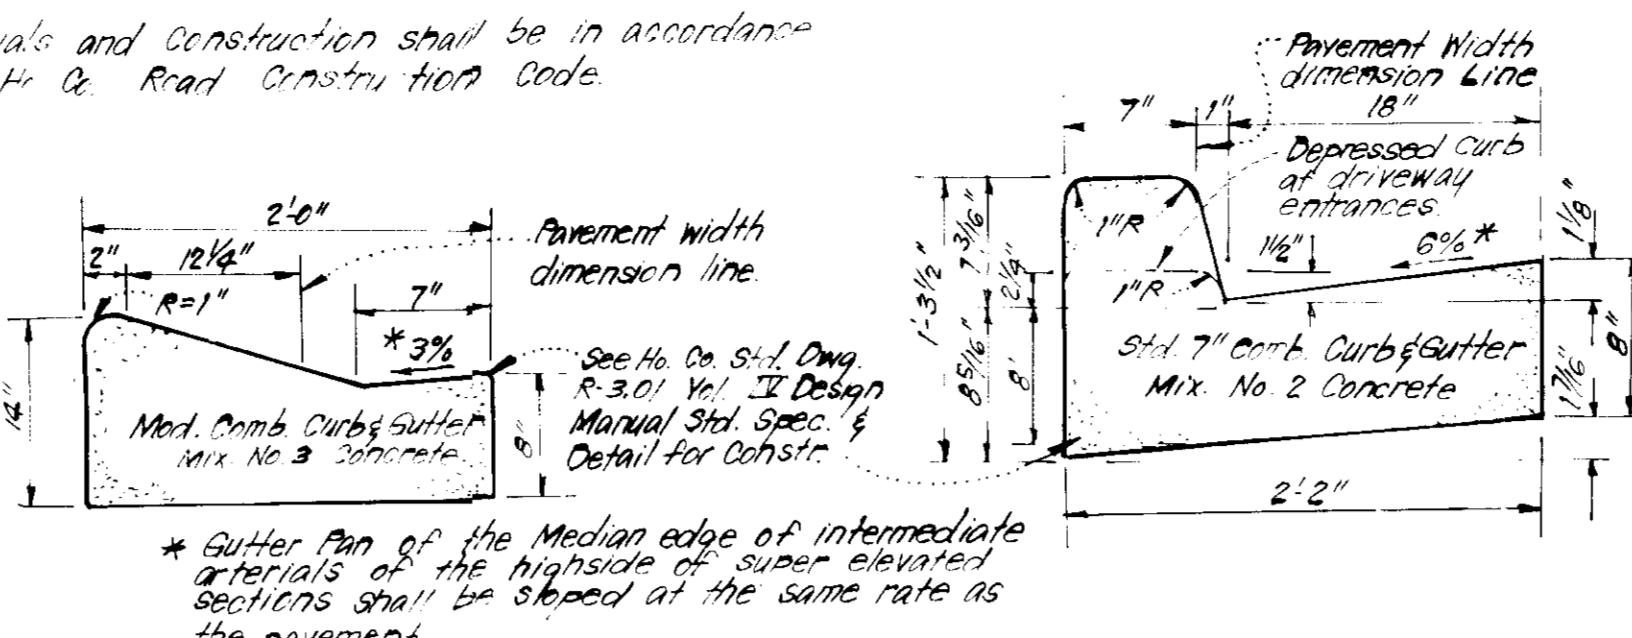 and Construction shall be in accordance
Ho. Co. Road Construction Code.
2'-0"
2"
12 1/4"
Pavement width
dimension line.
R=1"
7"
* 3%
14"
8"
See Ho. Co. Std. Dwg.
R-3.01 Vol. IV Design
Manual Std. Spec. &
Detail for Constr.
Mod. Comb. Curb & Gutter
Mix. No. 3 Concrete
* Gutter Pan of the Median edge of intermediate
arterials of the highside of super elevated
sections shall be sloped at the same rate as
the pavement
Pavement Width
dimension Line
7"
1"
18"
Depressed Curb
at driveway
entrances.
1"R
1"R
1 1/2"
6% *
1 1/8"
1'-3 1/2"
7 3/16"
2 1/4"
8 5/16"
8'
8"
Std. 7" comb. Curb & Gutter
Mix. No. 2 Concrete
2'-2"